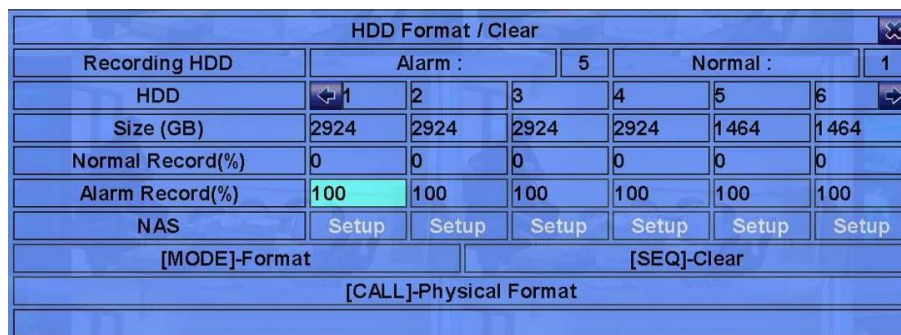 HDD Format / Clear
Recording HDD Alarm : 5 Normal : 1
HDD 1 2 3 4 5 6
Size (GB) 2924 2924 2924 2924 1464 1464
Normal Record(%) 0 0 0 0 0 0
Alarm Record(%) 100 100 100 100 100 100
NAS Setup Setup Setup Setup Setup Setup
[MODE]-Format [SEQ]-Clear
[CALL]-Physical Format